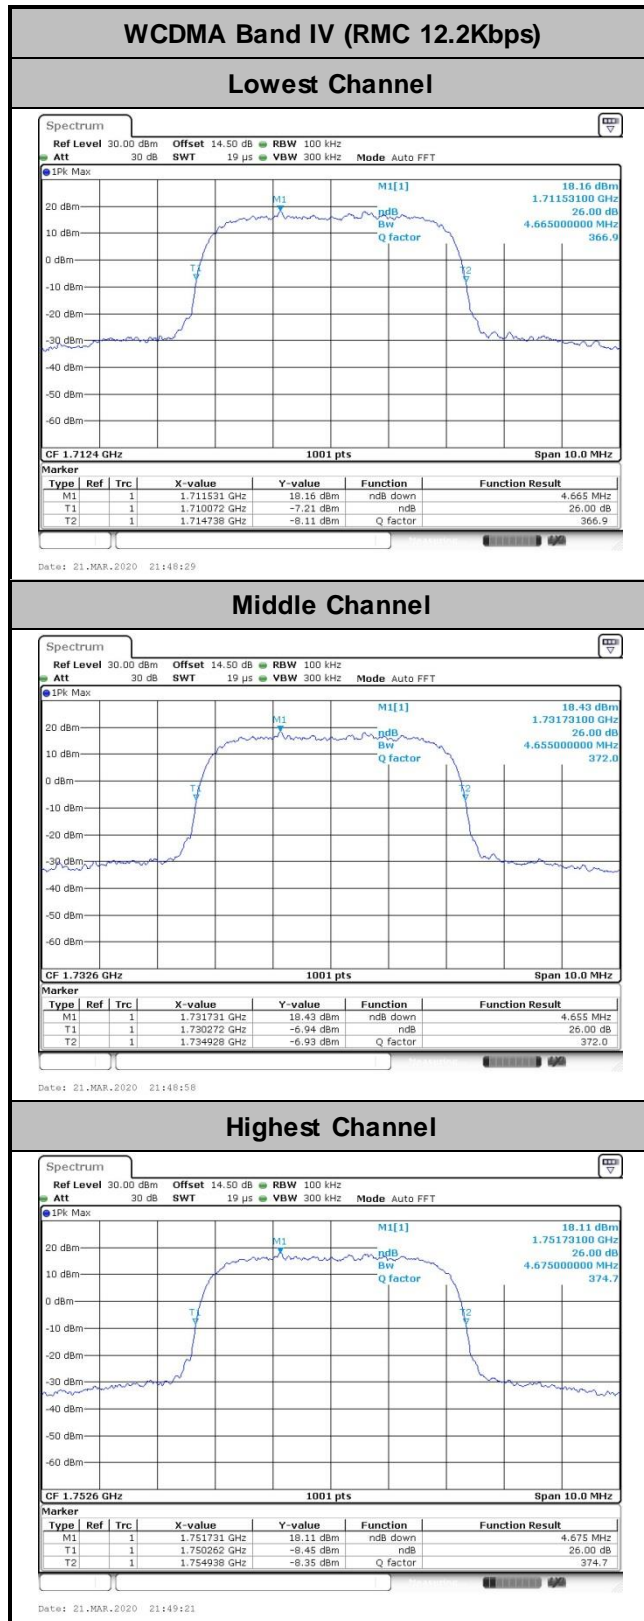 WCDMA Band IV (RMC 12.2Kbps)
Lowest Channel
Spectrum
Ref Level 30.00 dBm Offset 14.50 dB RBW 100 kHz
Att 30 dB SWT 19 µs VBW 300 kHz Mode Auto FFT
1Pk Max
M1[1] 18.16 dBm
1.71153100 GHz
ndB 26.00 dB
Bw 4.665000000 MHz
Q factor 366.9
M1
T1
T2
20 dBm
10 dBm
0 dBm
-10 dBm
-20 dBm
-30 dBm
-40 dBm
-50 dBm
-60 dBm
CF 1.7124 GHz 1001 pts Span 10.0 MHz
Marker
Type Ref Trc X-value Y-value Function Function Result
M1 1 1.711531 GHz 18.16 dBm ndB down 4.665 MHz
T1 1 1.710072 GHz -7.21 dBm ndB 26.00 dB
T2 1 1.714738 GHz -8.11 dBm Q factor 366.9
Date: 21.MAR.2020 21:48:29
Middle Channel
Spectrum
Ref Level 30.00 dBm Offset 14.50 dB RBW 100 kHz
Att 30 dB SWT 19 µs VBW 300 kHz Mode Auto FFT
1Pk Max
M1[1] 18.43 dBm
1.73173100 GHz
ndB 26.00 dB
Bw 4.655000000 MHz
Q factor 372.0
M1
T1
T2
20 dBm
10 dBm
0 dBm
-10 dBm
-20 dBm
-30 dBm
-40 dBm
-50 dBm
-60 dBm
CF 1.7326 GHz 1001 pts Span 10.0 MHz
Marker
Type Ref Trc X-value Y-value Function Function Result
M1 1 1.731731 GHz 18.43 dBm ndB down 4.655 MHz
T1 1 1.730272 GHz -6.94 dBm ndB 26.00 dB
T2 1 1.734928 GHz -6.93 dBm Q factor 372.0
Date: 21.MAR.2020 21:48:58
Highest Channel
Spectrum
Ref Level 30.00 dBm Offset 14.50 dB RBW 100 kHz
Att 30 dB SWT 19 µs VBW 300 kHz Mode Auto FFT
1Pk Max
M1[1] 18.11 dBm
1.75173100 GHz
ndB 26.00 dB
Bw 4.675000000 MHz
Q factor 374.7
M1
T1
T2
20 dBm
10 dBm
0 dBm
-10 dBm
-20 dBm
-30 dBm
-40 dBm
-50 dBm
-60 dBm
CF 1.7526 GHz 1001 pts Span 10.0 MHz
Marker
Type Ref Trc X-value Y-value Function Function Result
M1 1 1.751731 GHz 18.11 dBm ndB down 4.675 MHz
T1 1 1.750262 GHz -8.45 dBm ndB 26.00 dB
T2 1 1.754938 GHz -8.35 dBm Q factor 374.7
Date: 21.MAR.2020 21:49:21